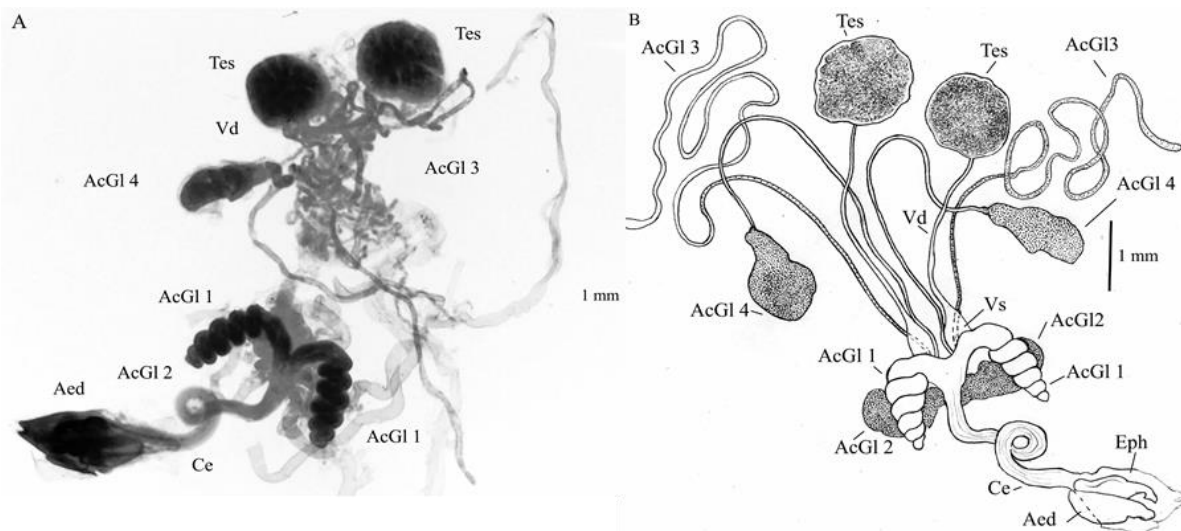 A
Tes
Tes
Vd
AcGl 4
AcGl 3
AcGl 1
1 mm
AcGl 2
Aed
AcGl 1
Ce
B
Tes
AcGl 3
Tes
AcGl3
AcGl 4
Vd
1 mm
AcGl 4
Vs
AcGl2
AcGl 1
AcGl 1
AcGl 2
Eph
Ce
Aed